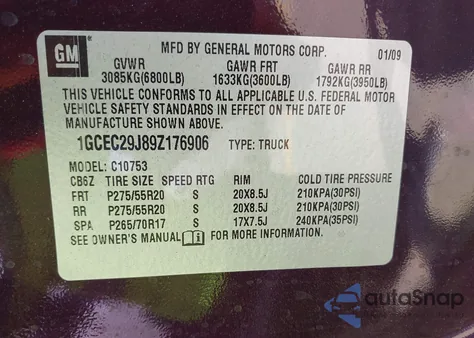 GM
MFD BY GENERAL MOTORS CORP. 01/09
GVWR GAWR FRT GAWR RR
3085KG(6800LB) 1633KG(3600LB) 1792KG(3950LB)
THIS VEHICLE CONFORMS TO ALL APPLICABLE U.S. FEDERAL MOTOR
VEHICLE SAFETY STANDARDS IN EFFECT ON THE DATE OF
MANUFACTURE SHOWN ABOVE.
1GCEC29J89Z176906 TYPE: TRUCK
MODEL: C10753
CB6Z TIRE SIZE SPEED RTG RIM COLD TIRE PRESSURE
FRT P275/55R20 S 20X8.5J 210KPA(30PSI)
RR P275/55R20 S 20X8.5J 210KPA(30PSI)
SPA P265/70R17 S 17X7.5J 240KPA(35PSI)
SEE OWNER'S MANUAL FOR MORE INFORMATION.
autoSnap